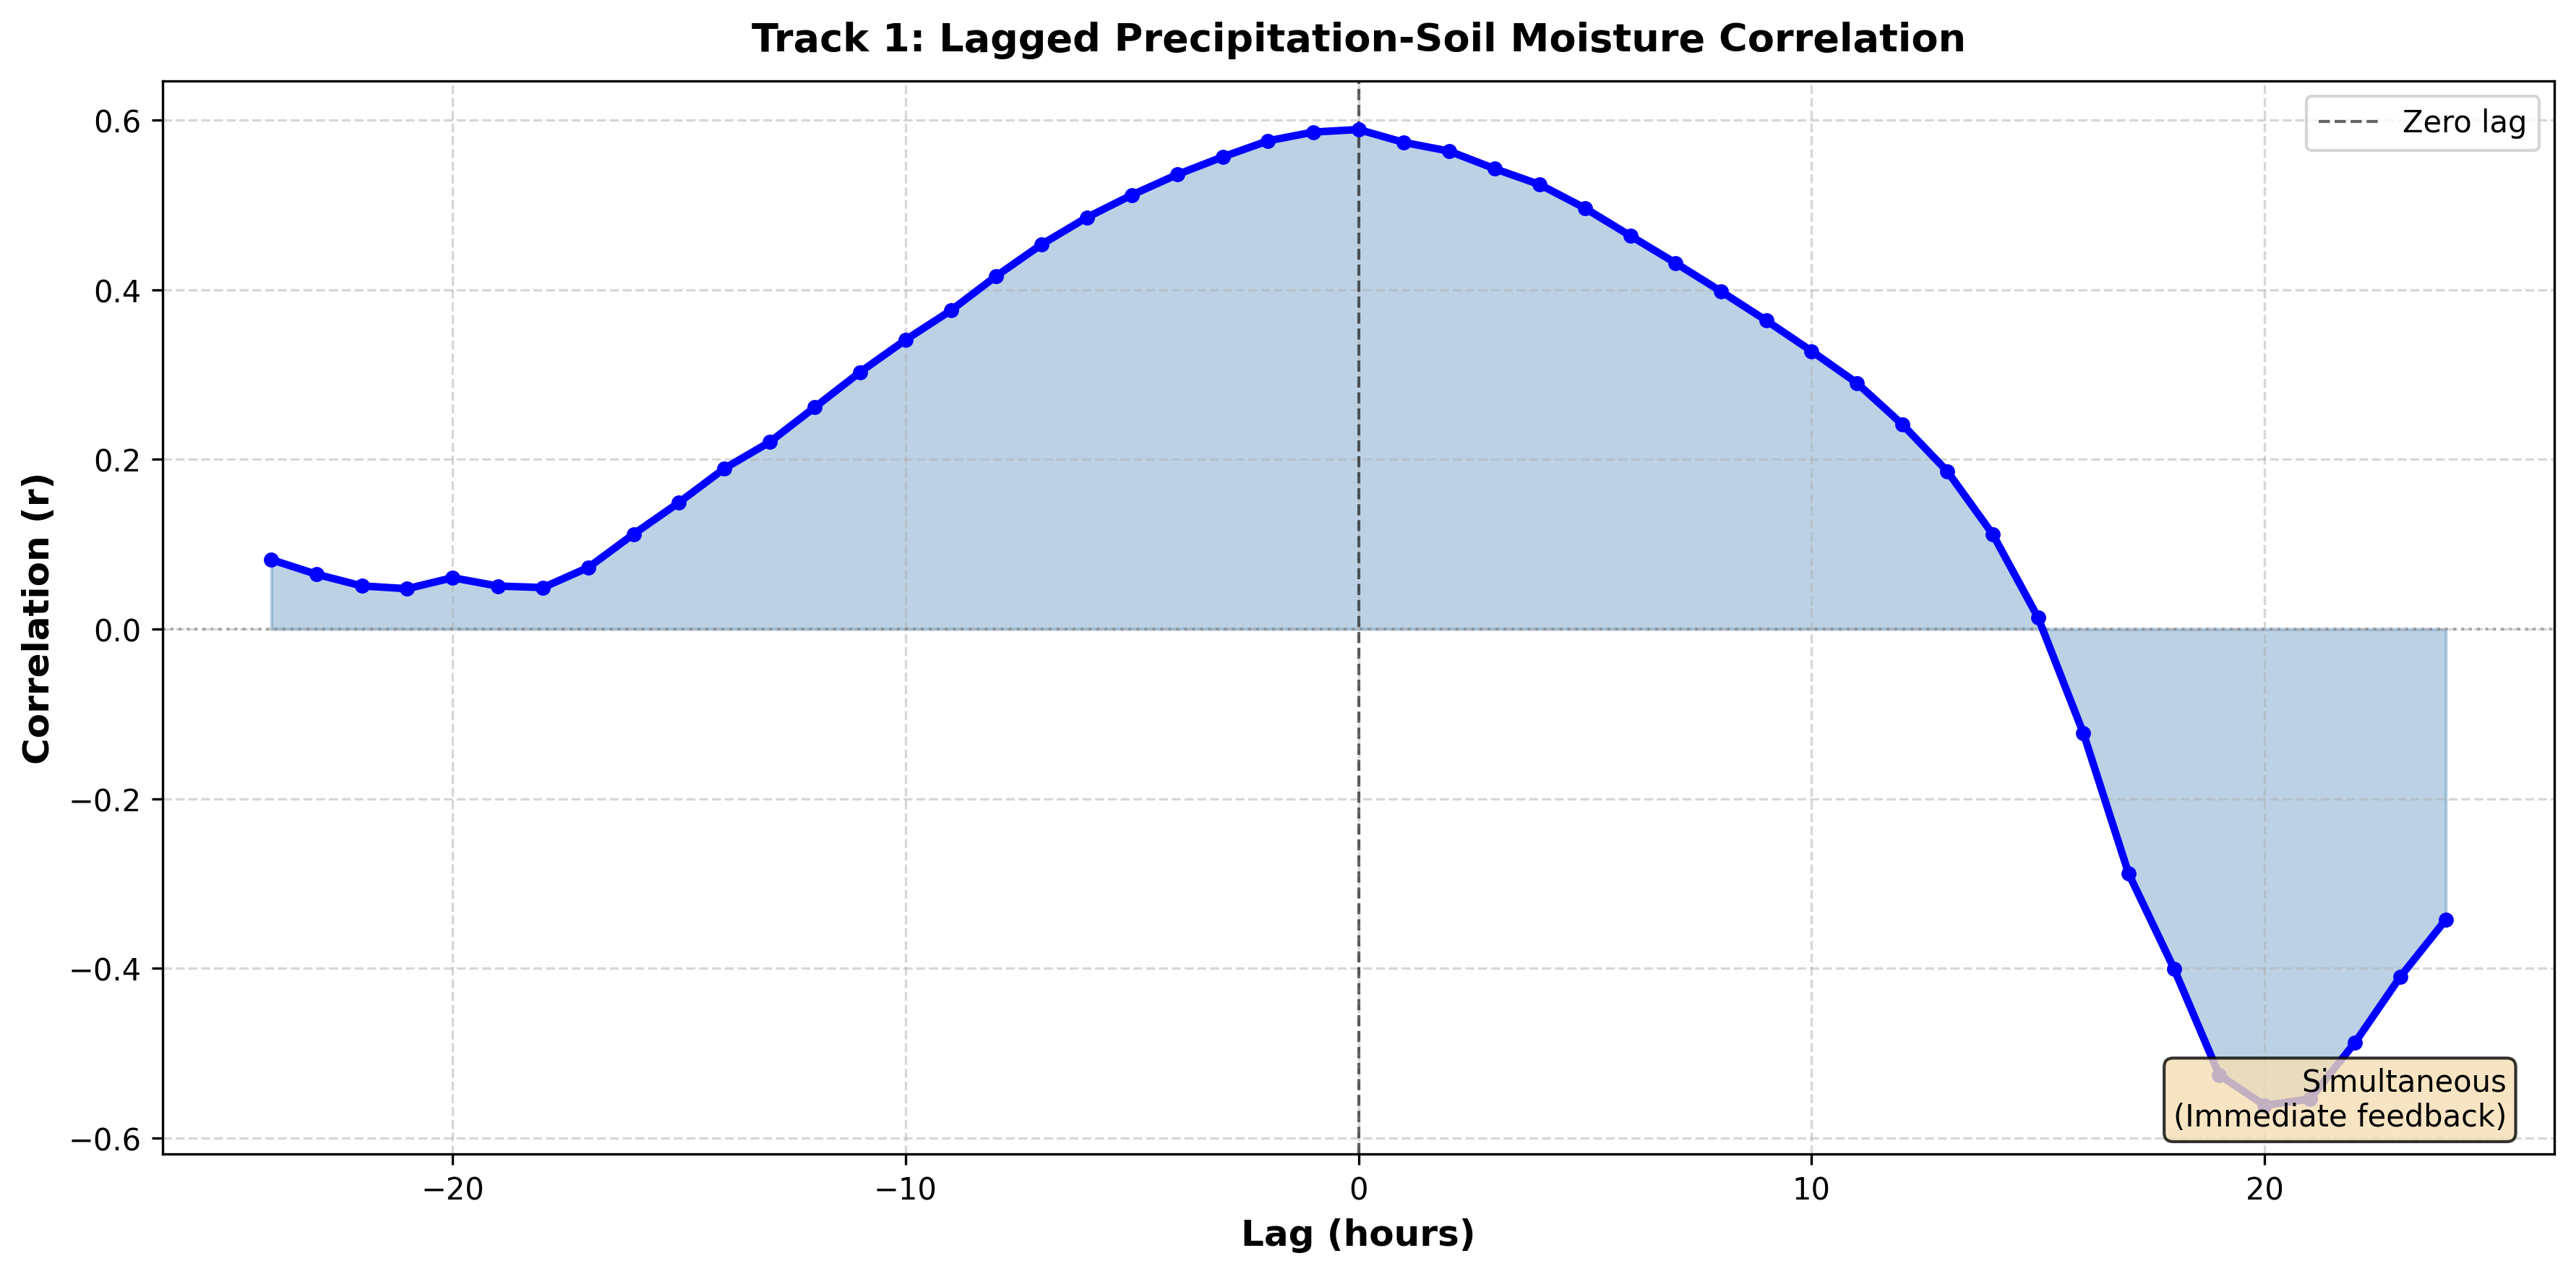 Track 1: Lagged Precipitation-Soil Moisture Correlation
Zero lag
0.6
0.4
0.2
0.0
−0.2
−0.4
−0.6
Correlation (r)
Simultaneous
(Immediate feedback)
−20
−10
0
10
20
Lag (hours)